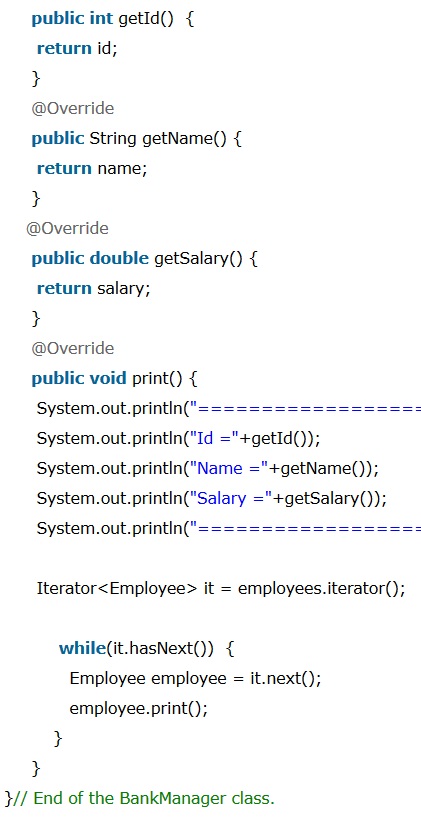 public int getId()  {
return id;
}
@Override
public String getName() {
return name;
}
@Override
public double getSalary() {
return salary;
}
@Override
public void print() {
System.out.println("==================
System.out.println("Id ="+getId());
System.out.println("Name ="+getName());
System.out.println("Salary ="+getSalary());
System.out.println("==================
Iterator<Employee> it = employees.iterator();
while(it.hasNext())  {
Employee employee = it.next();
employee.print();
}
}
}// End of the BankManager class.